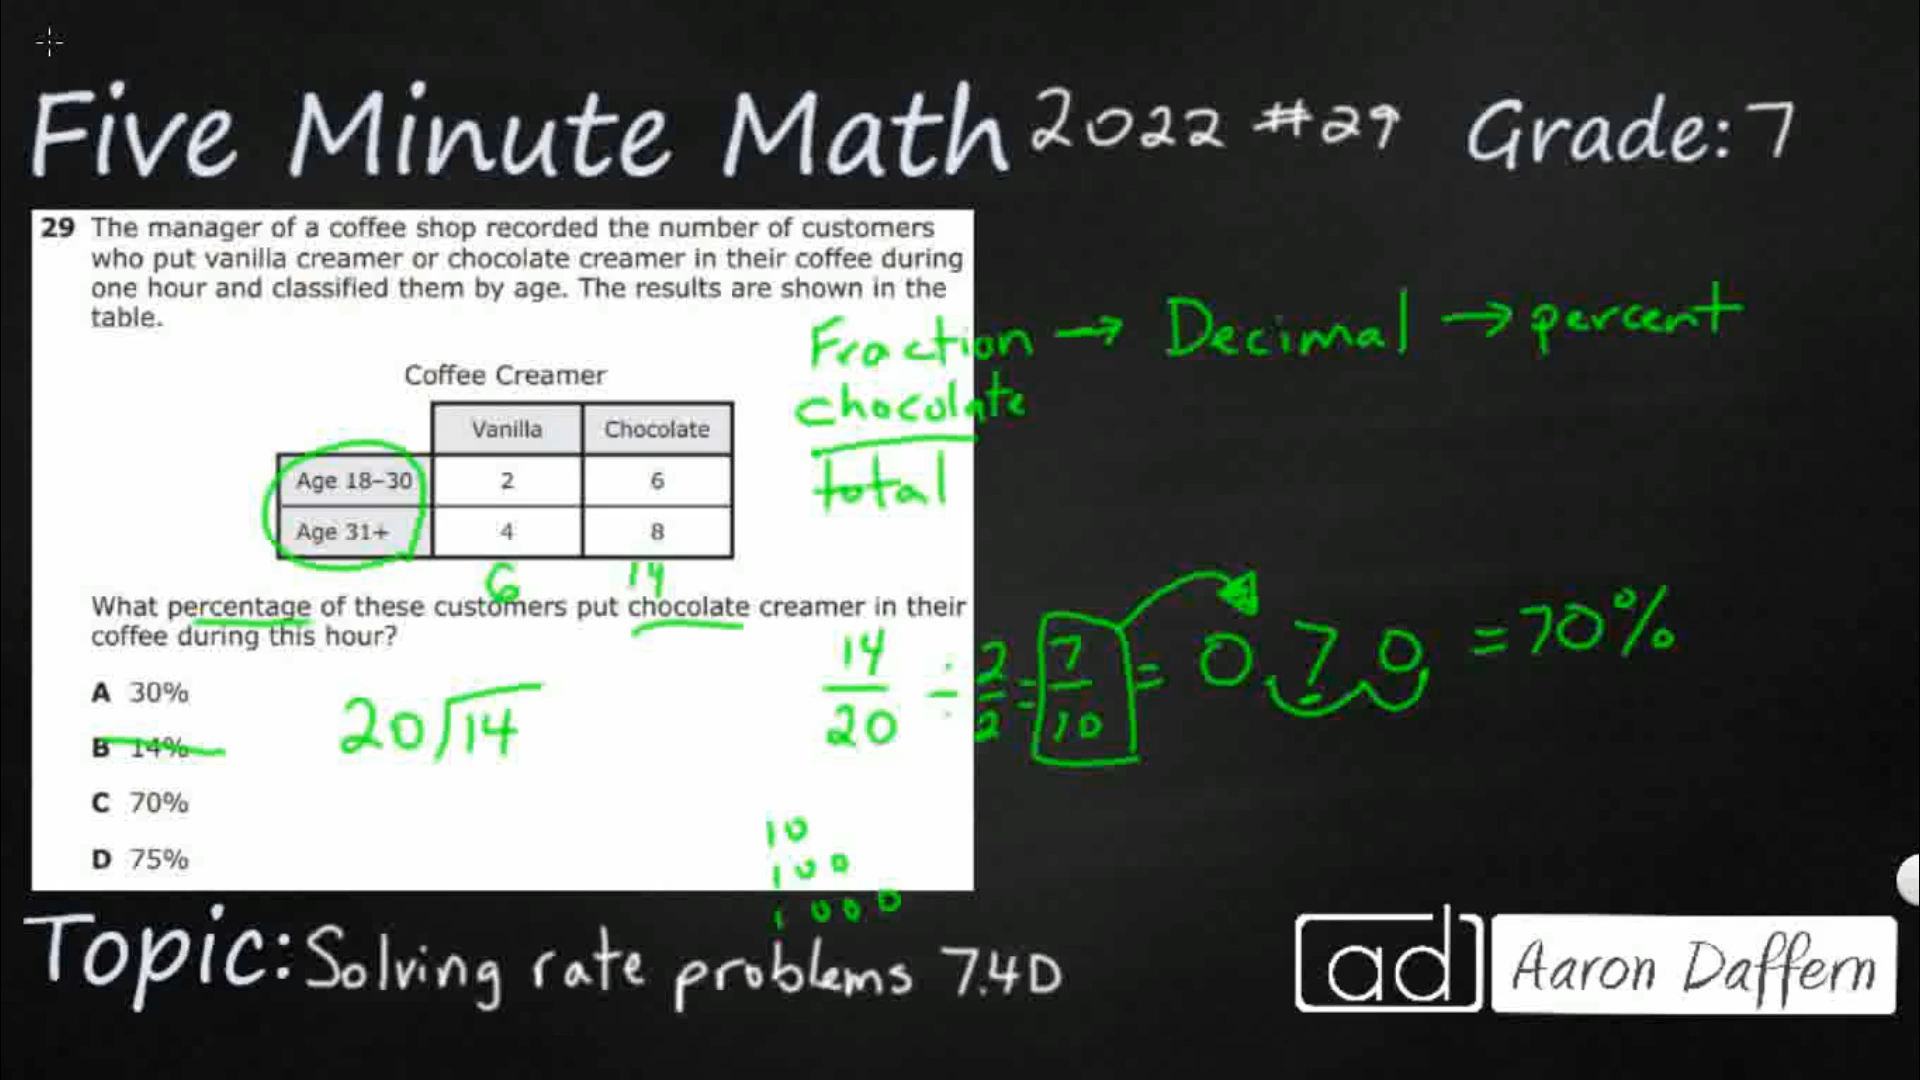 Five Minute Math 2022 #29 Grade: 7
29 The manager of a coffee shop recorded the number of customers
who put vanilla creamer or chocolate creamer in their coffee during
one hour and classified them by age. The results are shown in the
table.
Fraction → Decimal → percent
chocolate
total
Coffee Creamer
Vanilla Chocolate
Age 18–30 2 6
Age 31+ 4 8
6 14
What percentage of these customers put chocolate creamer in their
coffee during this hour?
14/20 ÷ 2/2 = 7/10 = 0.70 = 70%
A 30%
B 14%
C 70%
D 75%
20 14
10
100
1000
Topic: Solving rate problems 7.4D
ad Aaron Daffern